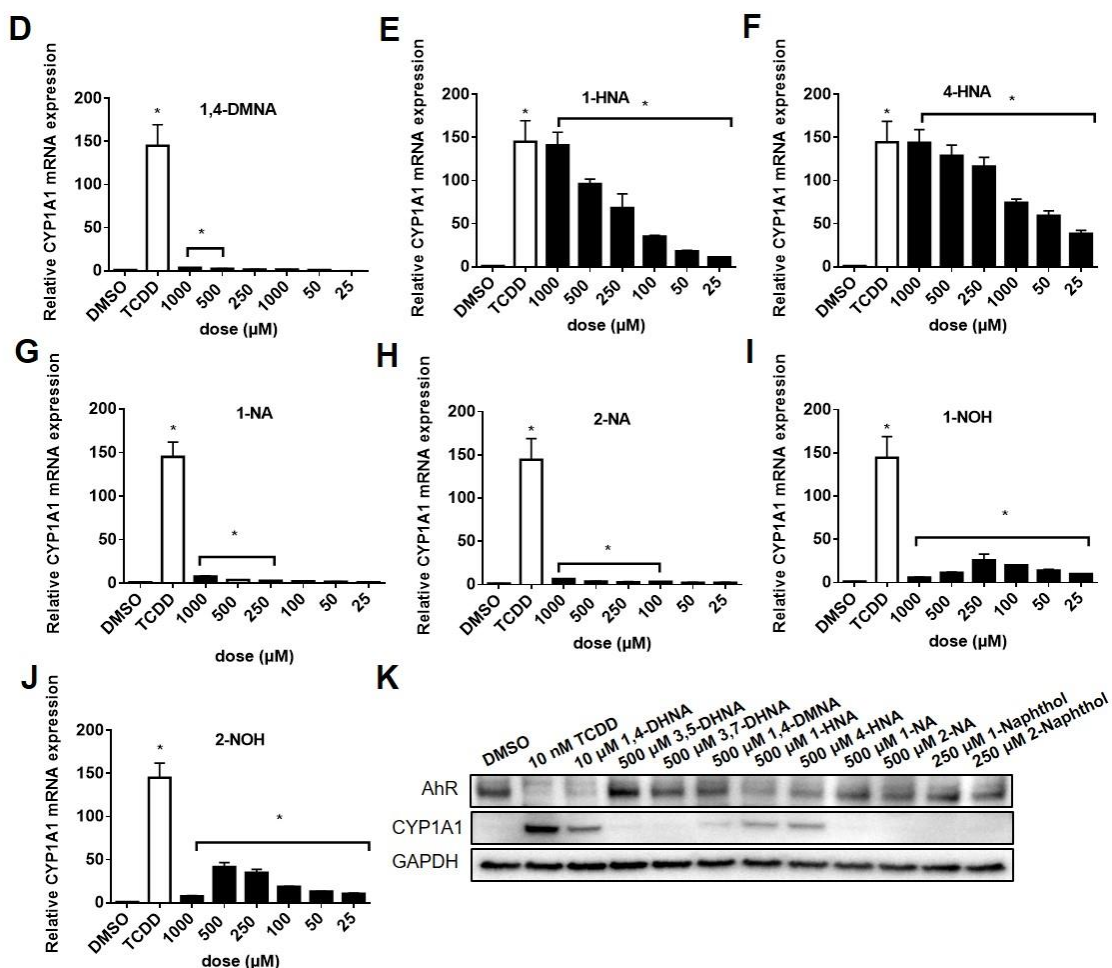 D
Relative CYP1A1 mRNA expression
1,4-DMNA
200
150
100
50
0
*
*
DMSO
TCDD
1000
500
250
1000
50
25
dose (µM)
E
Relative CYP1A1 mRNA expression
1-HNA
200
150
100
50
0
*
*
DMSO
TCDD
1000
500
250
100
50
25
dose (µM)
F
Relative CYP1A1 mRNA expression
4-HNA
200
150
100
50
0
*
*
DMSO
TCDD
1000
500
250
1000
50
25
dose (µM)
G
Relative CYP1A1 mRNA expression
1-NA
200
150
100
50
0
*
*
DMSO
TCDD
1000
500
250
100
50
25
dose (µM)
H
Relative CYP1A1 mRNA expression
2-NA
200
150
100
50
0
*
*
DMSO
TCDD
1000
500
250
100
50
25
dose (µM)
I
Relative CYP1A1 mRNA expression
1-NOH
200
150
100
50
0
*
*
DMSO
TCDD
1000
500
250
100
50
25
dose (µM)
J
Relative CYP1A1 mRNA expression
2-NOH
200
150
100
50
0
*
*
DMSO
TCDD
1000
500
250
100
50
25
dose (µM)
K
DMSO
10 nM TCDD
10 µM 1,4-DHNA
500 µM 3,5-DHNA
500 µM 3,7-DHNA
500 µM 1,4-DMNA
500 µM 1-HNA
500 µM 4-HNA
500 µM 1-NA
500 µM 2-NA
250 µM 1-Naphthol
250 µM 2-Naphthol
AhR
CYP1A1
GAPDH